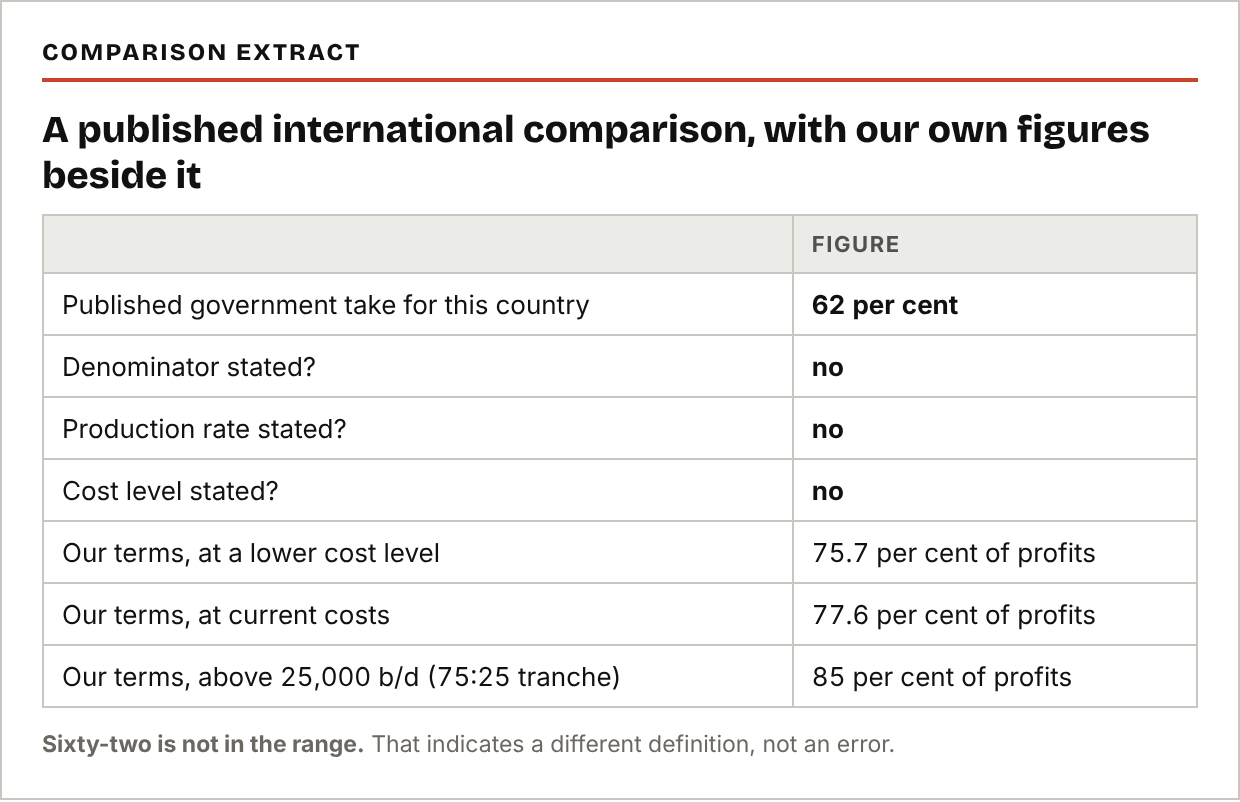 COMPARISON EXTRACT
A published international comparison, with our own figures
beside it
FIGURE
Published government take for this country 62 per cent
Denominator stated? no
Production rate stated? no
Cost level stated? no
Our terms, at a lower cost level 75.7 per cent of profits
Our terms, at current costs 77.6 per cent of profits
Our terms, above 25,000 b/d (75:25 tranche) 85 per cent of profits
Sixty-two is not in the range. That indicates a different definition, not an error.